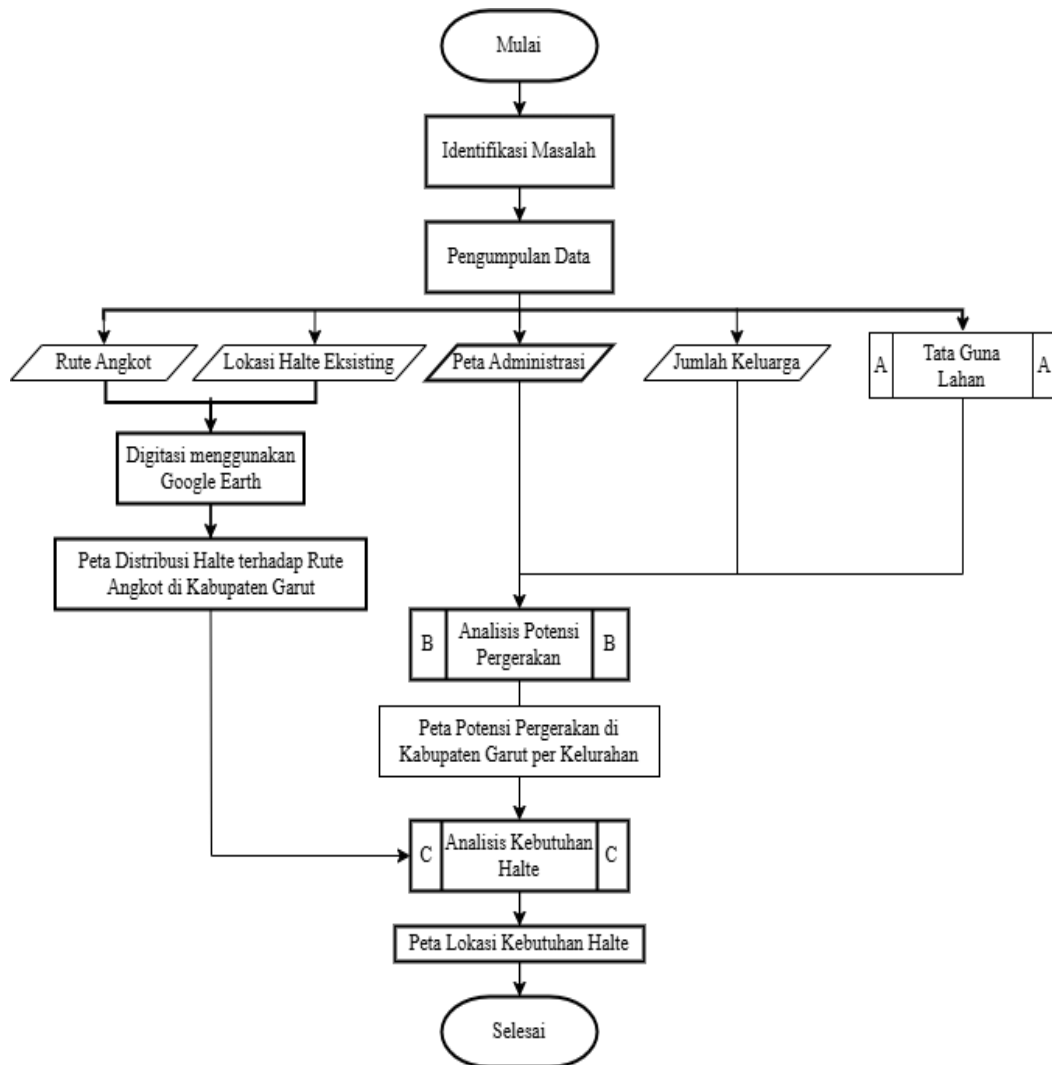 Mulai
Identifikasi Masalah
Pengumpulan Data
Rute Angkot
Lokasi Halte Eksisting
Peta Administrasi
Jumlah Keluarga
A
Tata Guna
Lahan
A
Digitasi menggunakan
Google Earth
Peta Distribusi Halte terhadap Rute
Angkot di Kabupaten Garut
B
Analisis Potensi
Pergerakan
B
Peta Potensi Pergerakan di
Kabupaten Garut per Kelurahan
C
Analisis Kebutuhan
Halte
C
Peta Lokasi Kebutuhan Halte
Selesai